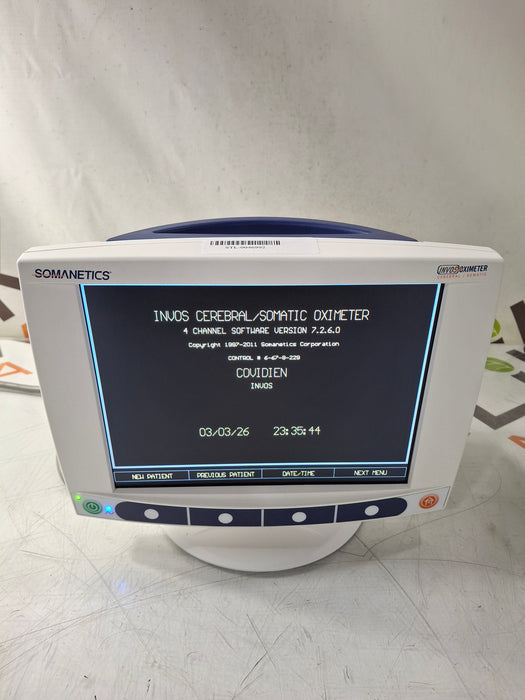 SOMANETICS
INVOS OXIMETER
CEREBRAL / SOMATIC
INVOS CEREBRAL/SOMATIC OXIMETER
4 CHANNEL SOFTWARE VERSION 7.2.6.0
Copyright 1997-2011 Somanetics Corporation
CONTROL # 6-67-8-229
COVIDIEN
INVOS
03/03/26 23:35:44
NEW PATIENT PREVIOUS PATIENT DATE/TIME NEXT MENU